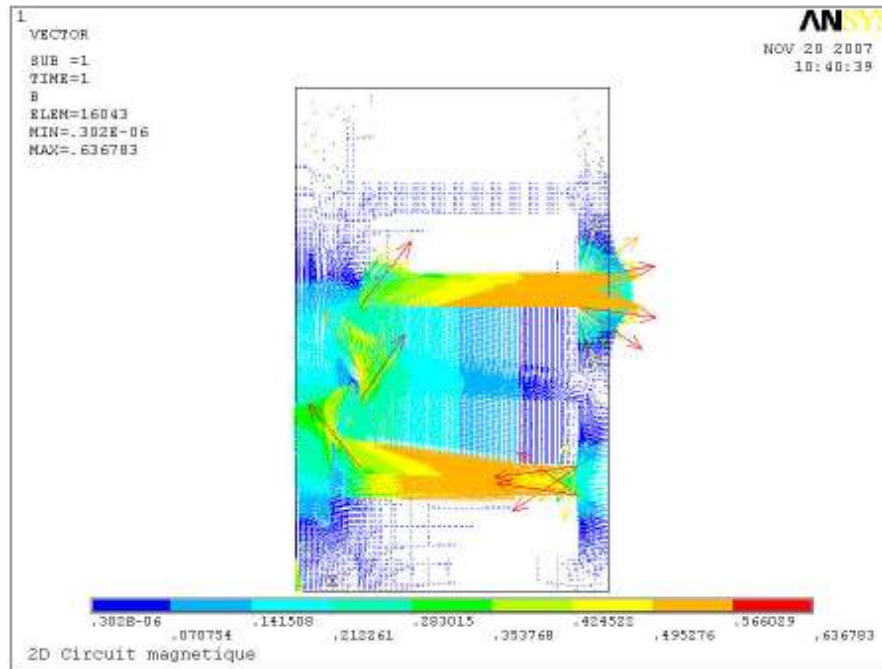 1
VECTOR
SUB =1
TIME=1
B
ELEM=16043
MIN=.302E-06
MAX=.636783
ANSYS
NOV 20 2007
10:40:39
.302E-06 .141508 .283015 .424522 .566029
.070754 .212261 .353768 .495276 .636783
2D Circuit magnetique